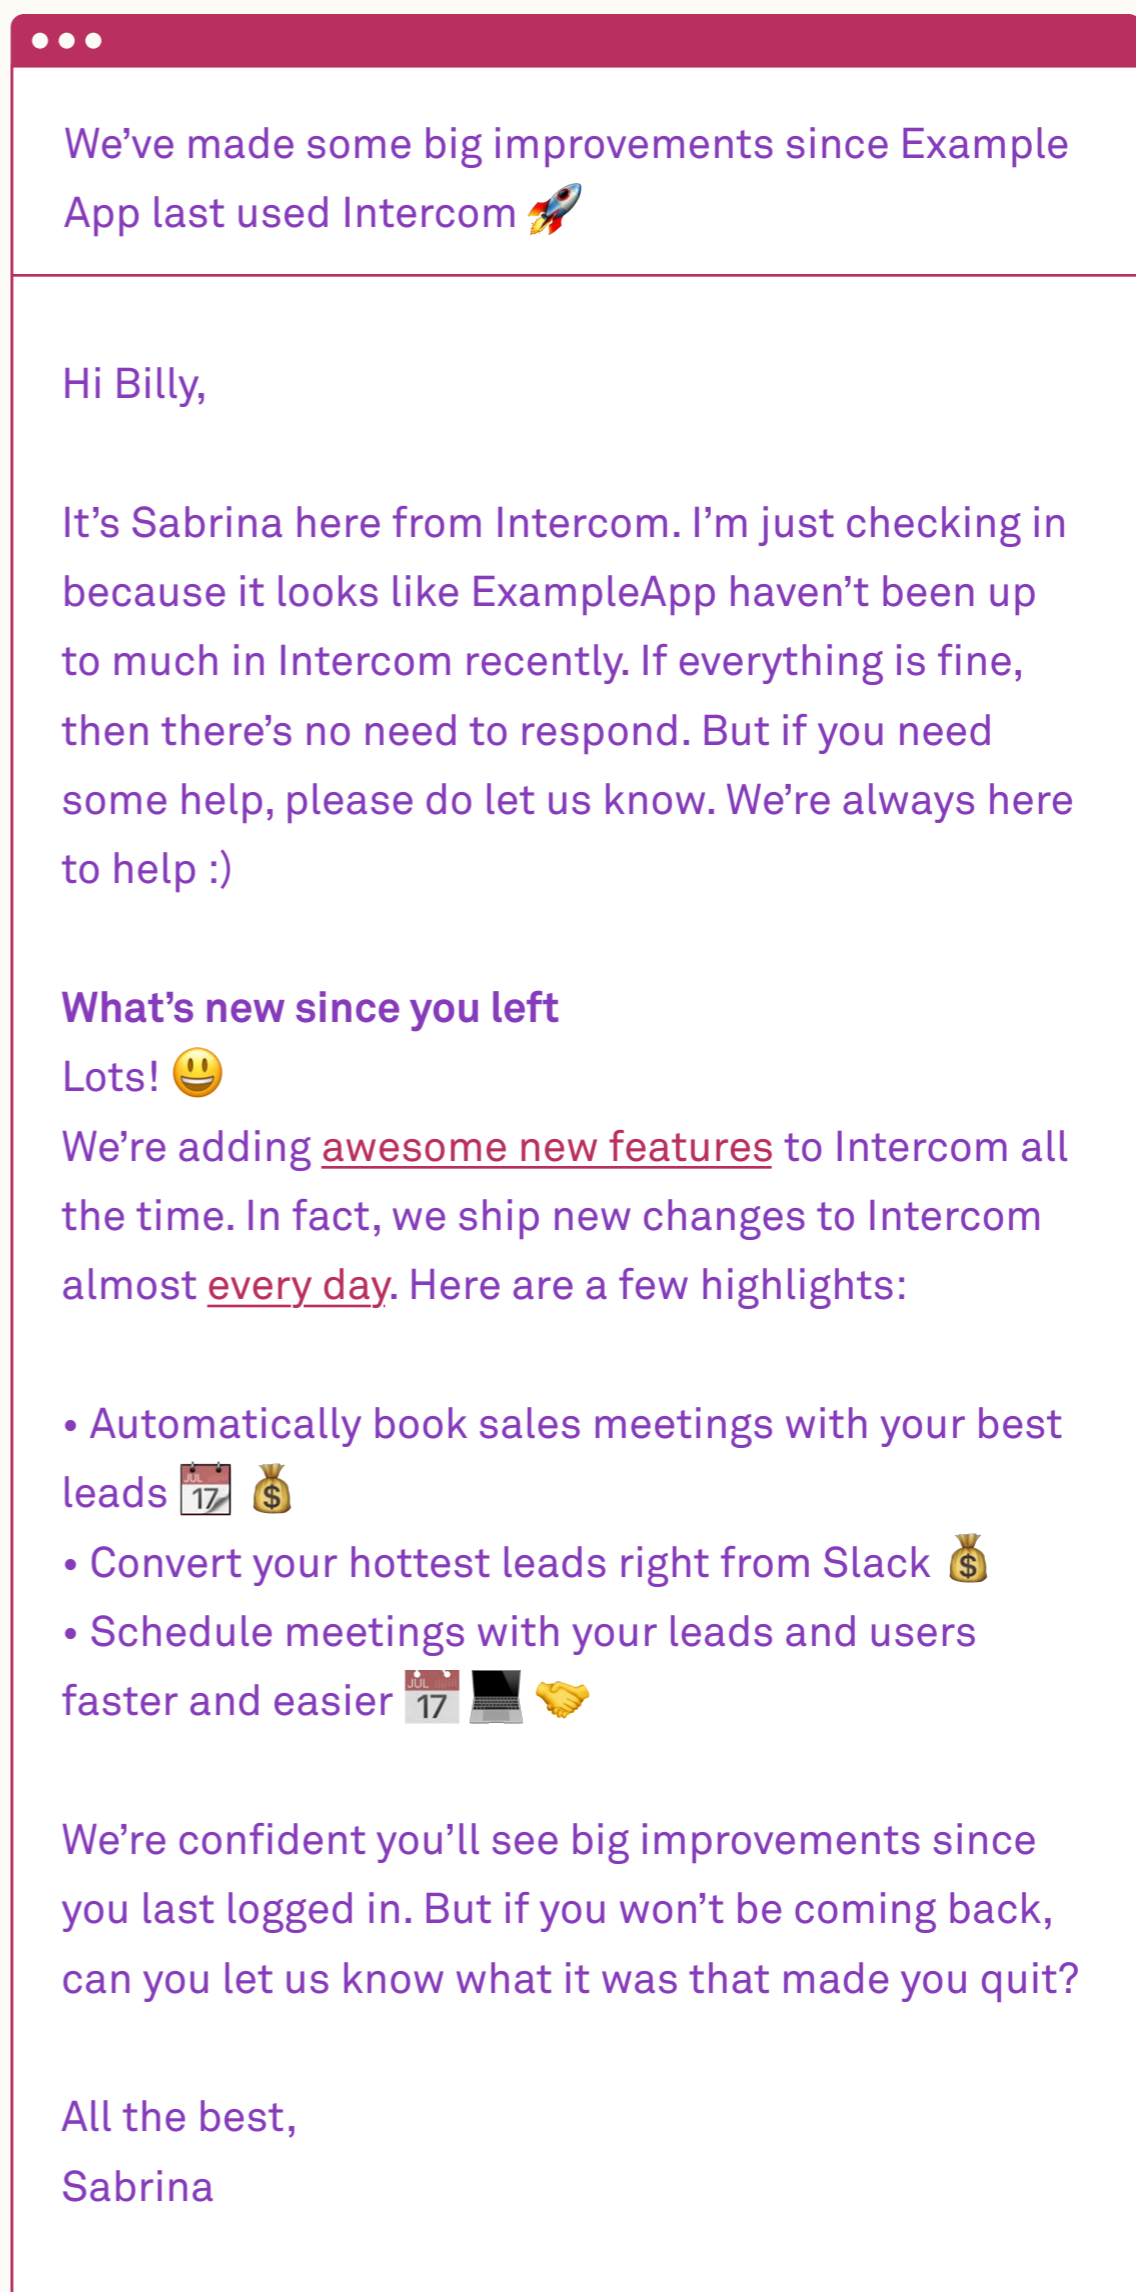 We’ve made some big improvements since Example
App last used Intercom 🚀
Hi Billy,
It’s Sabrina here from Intercom. I’m just checking in
because it looks like ExampleApp haven’t been up
to much in Intercom recently. If everything is fine,
then there’s no need to respond. But if you need
some help, please do let us know. We’re always here
to help :)
What’s new since you left
Lots! 😃
We’re adding awesome new features to Intercom all
the time. In fact, we ship new changes to Intercom
almost every day. Here are a few highlights:
• Automatically book sales meetings with your best
leads 📆 💰
• Convert your hottest leads right from Slack 💰
• Schedule meetings with your leads and users
faster and easier 📅 💻 🤝
We’re confident you’ll see big improvements since
you last logged in. But if you won’t be coming back,
can you let us know what it was that made you quit?
All the best,
Sabrina